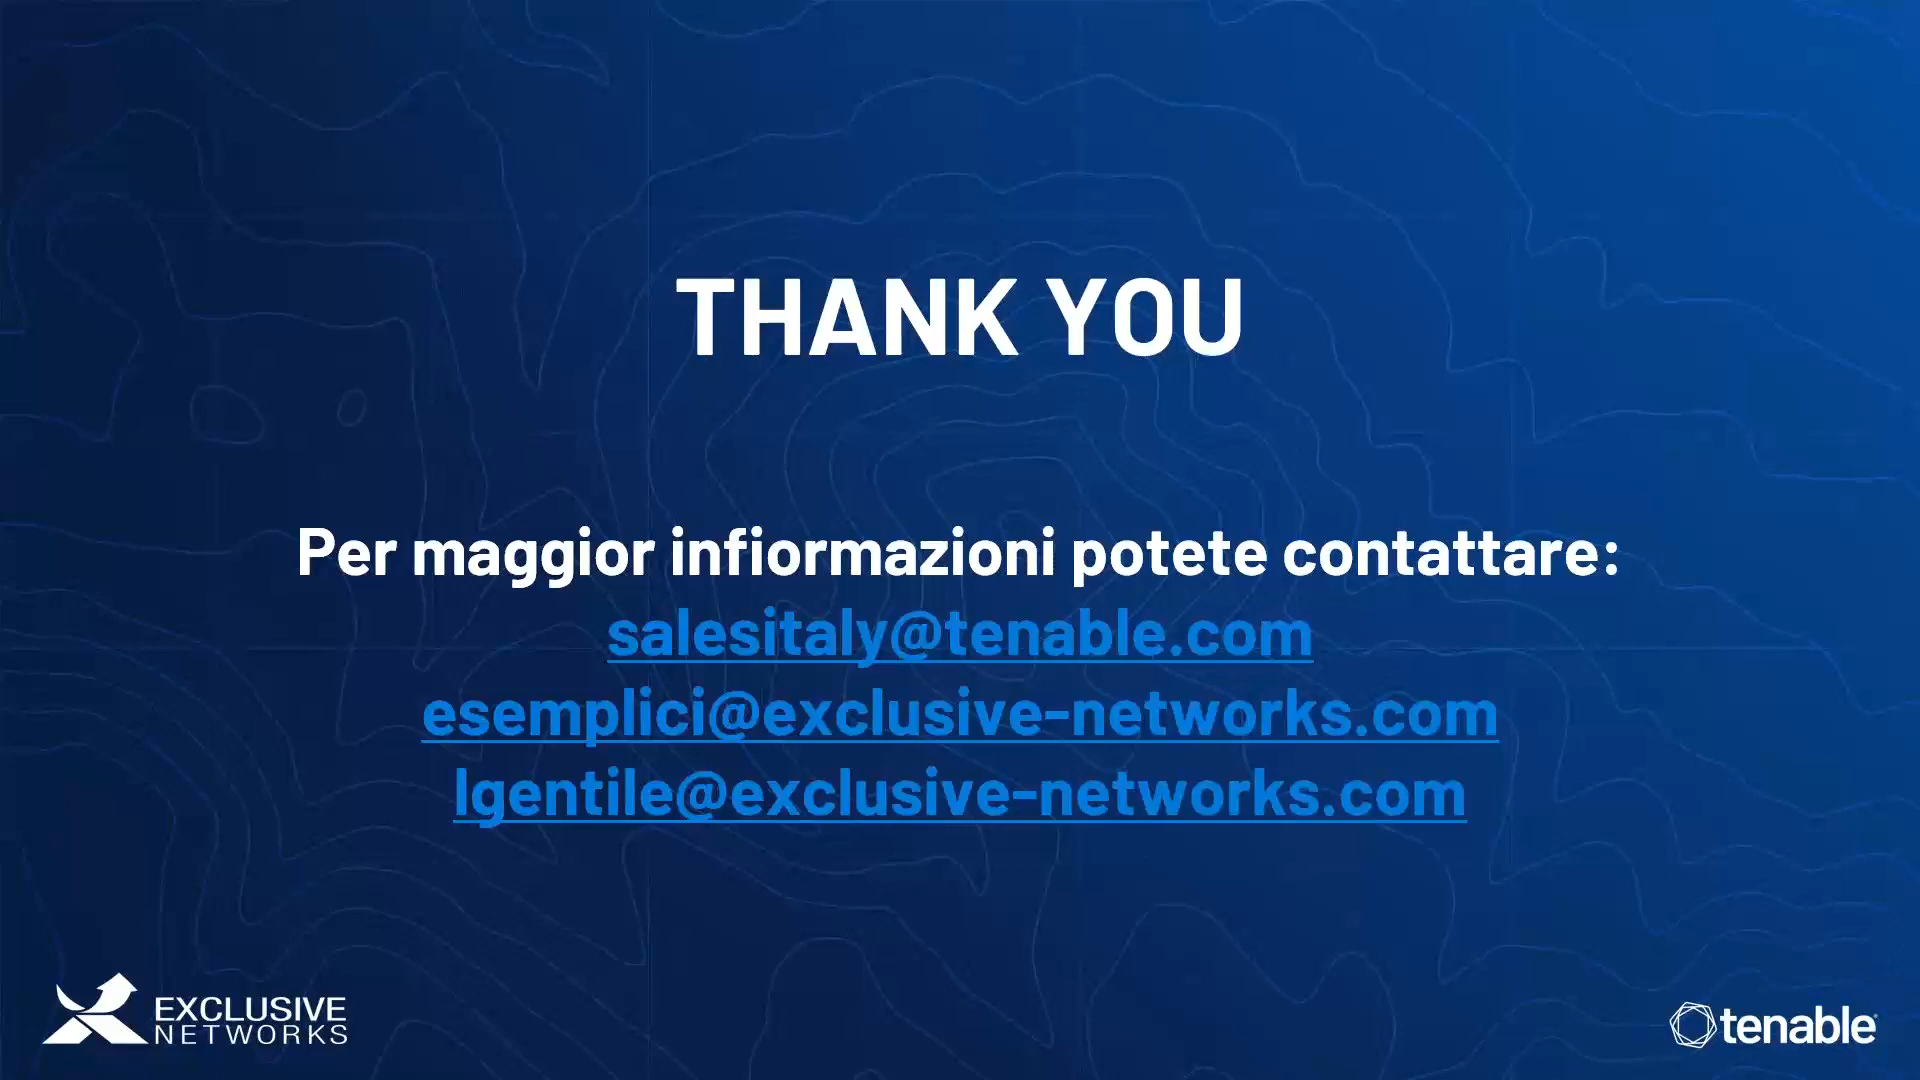 THANK YOU
Per maggior infiormazioni potete contattare:
salesitaly@tenable.com
esemplici@exclusive-networks.com
lgentile@exclusive-networks.com
EXCLUSIVE
NETWORKS
tenable